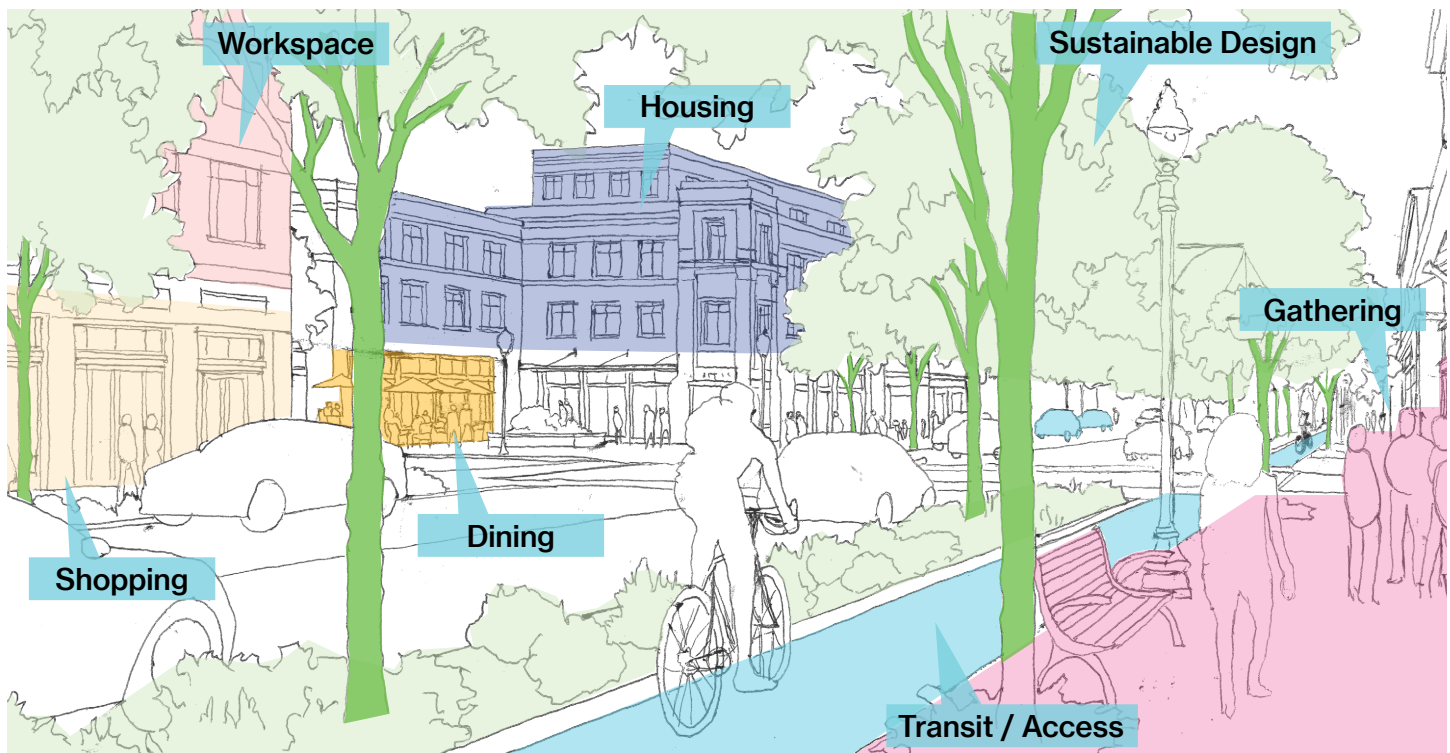 Workspace
Sustainable Design
Housing
Gathering
Dining
Shopping
Transit / Access